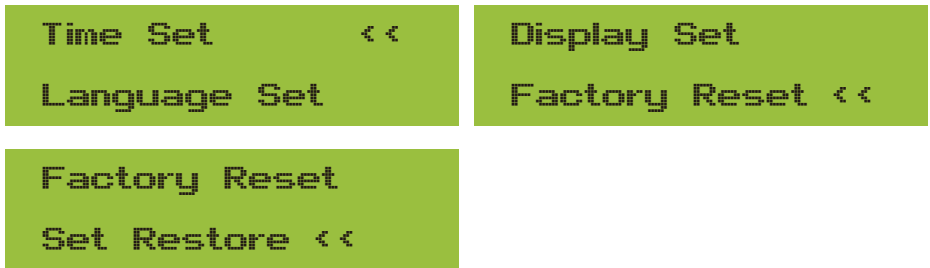 Time Set <<
Language Set
Display Set
Factory Reset <<
Factory Reset
Set Restore <<